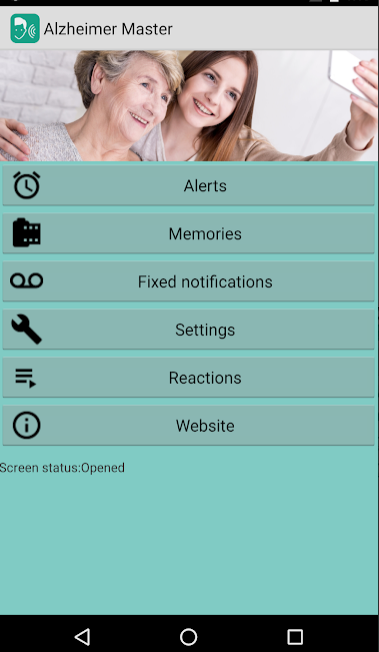 Alzheimer Master
Alerts
Memories
Fixed notifications
Settings
Reactions
Website
Screen status:Opened